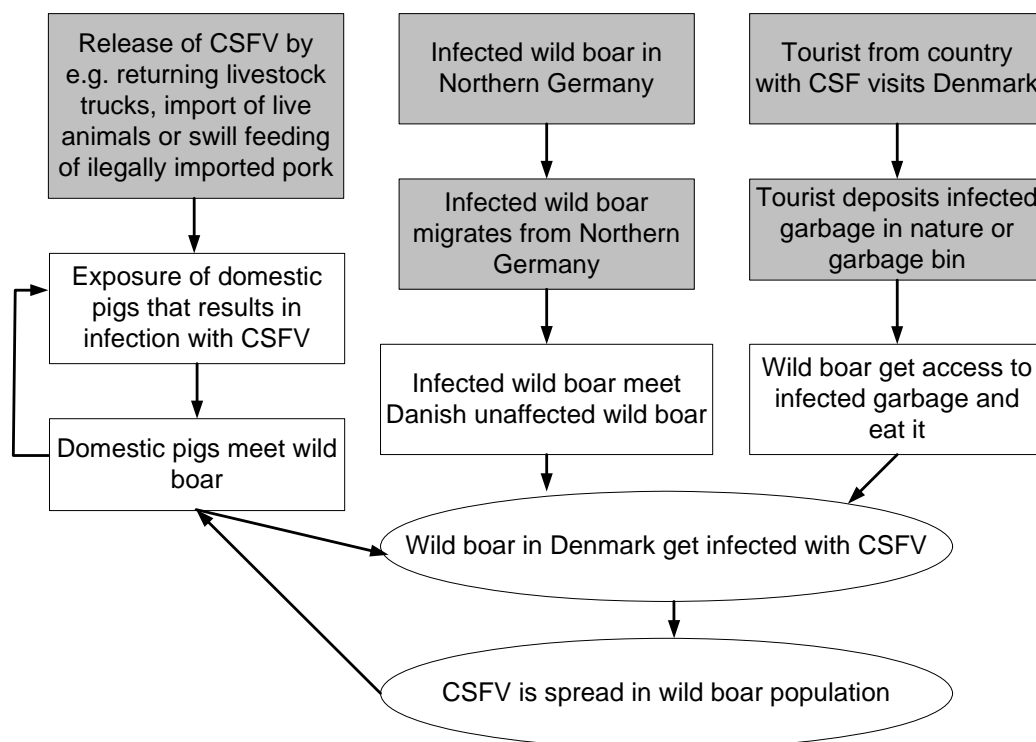 Release of CSFV by
e.g. returning livestock
trucks, import of live
animals or swill feeding
of ilegally imported pork
Infected wild boar in
Northern Germany
Tourist from country
with CSF visits Denmark
Infected wild boar
migrates from Northern
Germany
Tourist deposits infected
garbage in nature or
garbage bin
Exposure of domestic
pigs that results in
infection with CSFV
Infected wild boar meet
Danish unaffected wild boar
Wild boar get access to
infected garbage and
eat it
Domestic pigs meet wild
boar
Wild boar in Denmark get infected with CSFV
CSFV is spread in wild boar population